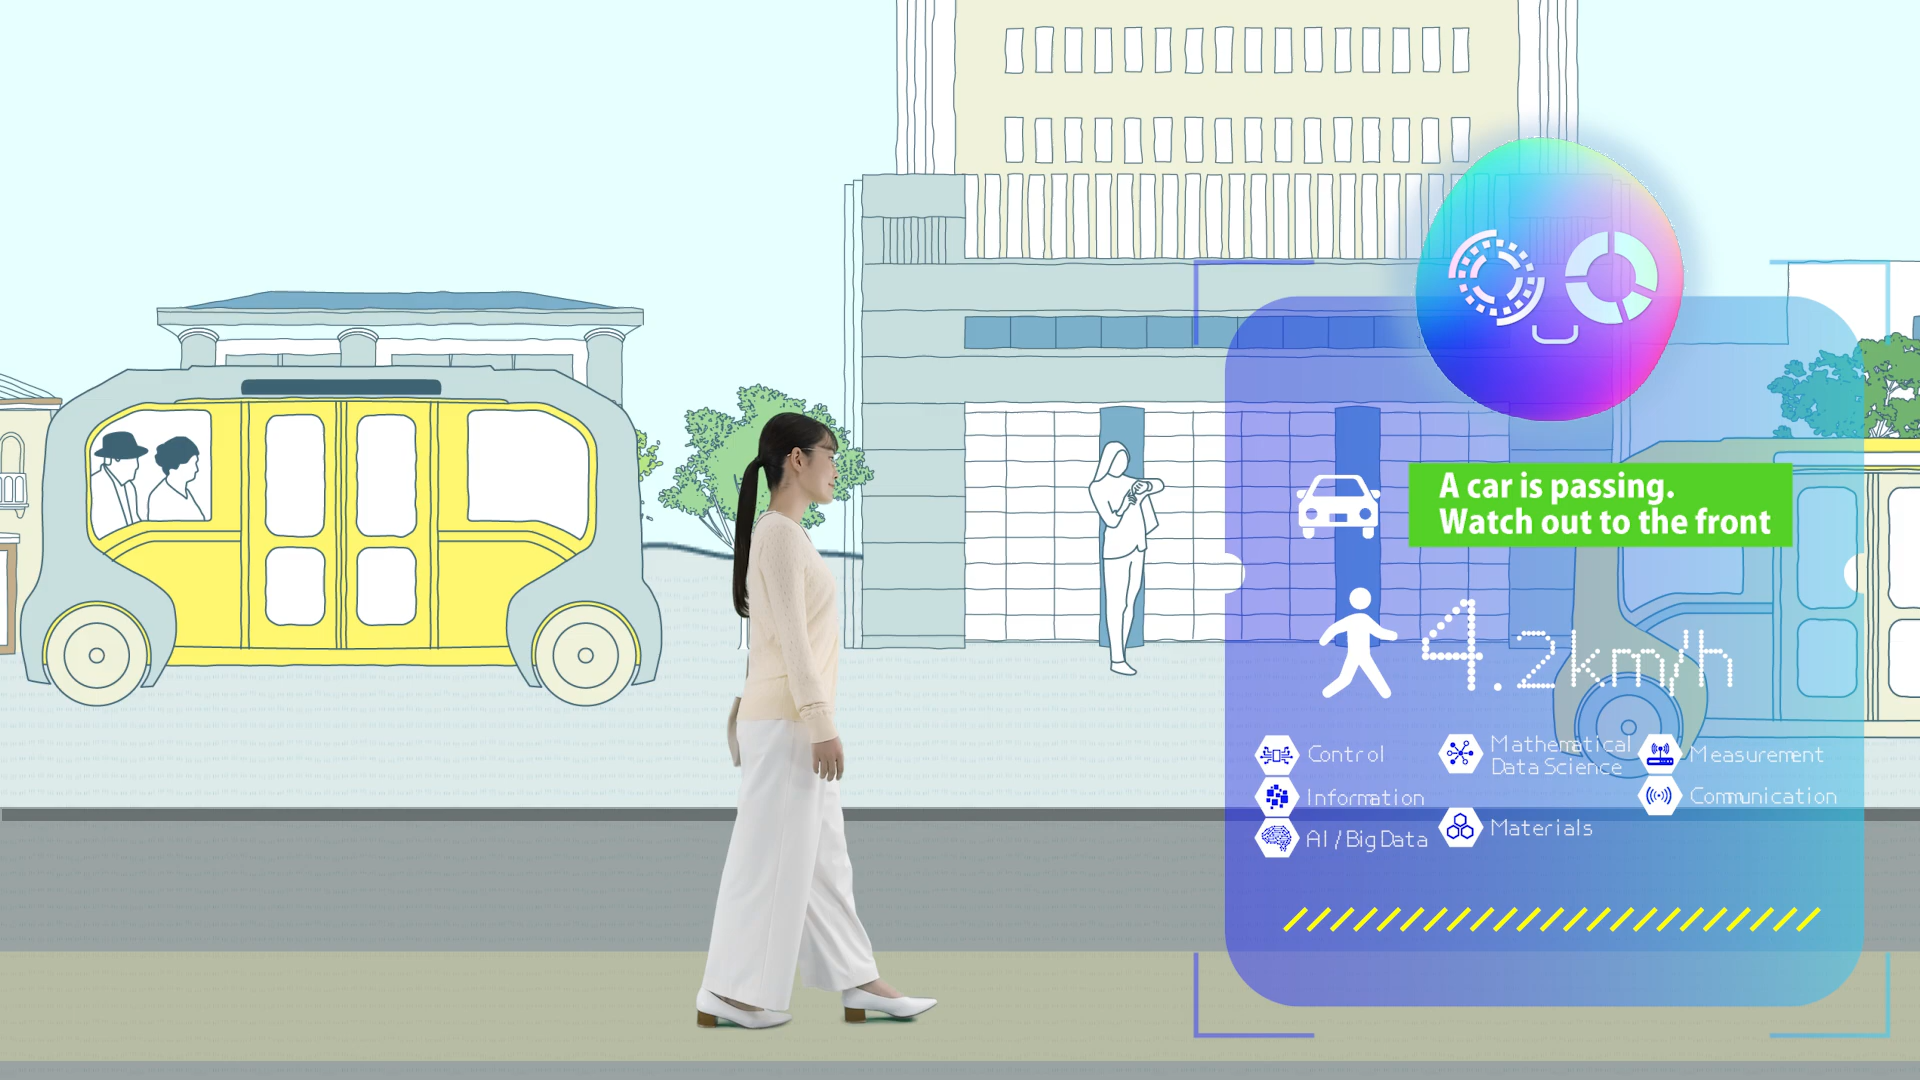 A car is passing.
Watch out to the front
4.2km/h
Control
Information
AI / Big Data
Mathematical
Data Science
Materials
Measurement
Communication